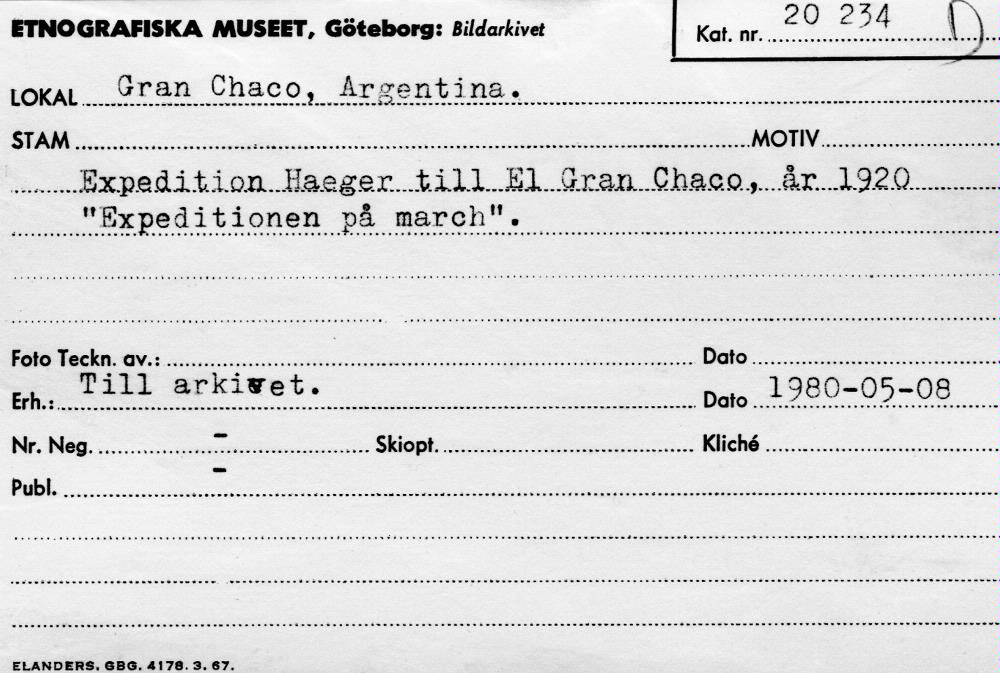 ETNOGRAFISKA MUSEET, Göteborg: Bildarkivet
Kat. nr. 20 234 D
LOKAL Gran Chaco, Argentina.
STAM MOTIV
Expedition Haeger till El Gran Chaco, år 1920
"Expeditionen på march".
Foto Teckn. av.: Dato
Erh.: Till arkivet. Dato 1980-05-08
Nr. Neg. - Skiopt. Kliché
Publ. -
ELANDERS, GBG. 4178. 3. 67.